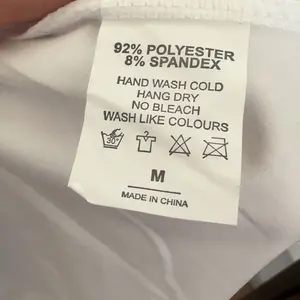 92% POLYESTER
8% SPANDEX
HAND WASH COLD
HANG DRY
NO BLEACH
WASH LIKE COLOURS
30°
M
MADE IN CHINA